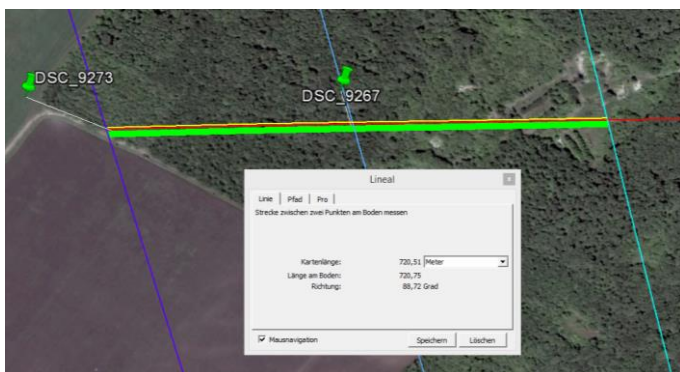 DSC_9273
DSC_9267
Lineal
Linie Pfad Pro
Strecke zwischen zwei Punkten am Boden messen
Kartenlänge: 720,51 Meter
Länge am Boden: 720,75
Richtung: 88,72 Grad
Mausnavigation Speichern Löschen